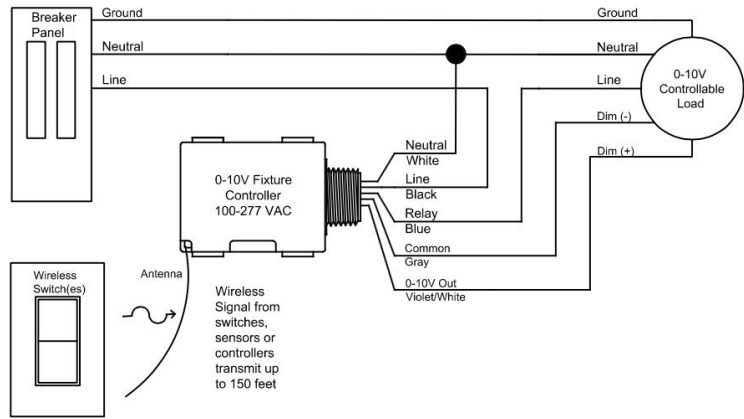 Breaker
Panel
Ground
Ground
Neutral
Neutral
Line
Line
0-10V
Controllable
Load
Dim (-)
Dim (+)
0-10V Fixture
Controller
100-277 VAC
Neutral
White
Line
Black
Relay
Blue
Common
Gray
0-10V Out
Violet/White
Wireless
Switch(es)
Antenna
Wireless
Signal from
switches,
sensors or
controllers
transmit up
to 150 feet